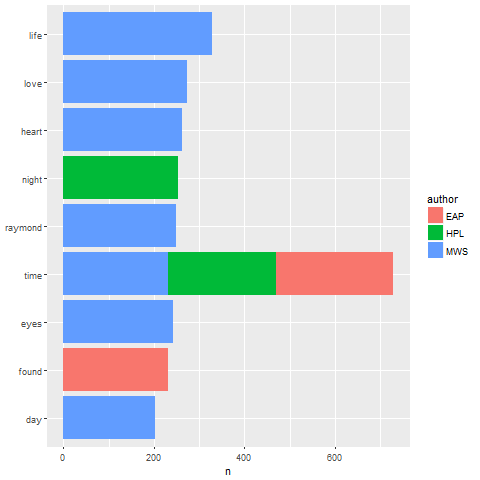 life
love
heart
night
raymond
time
eyes
found
day
0 200 400 600
n
author
EAP
HPL
MWS